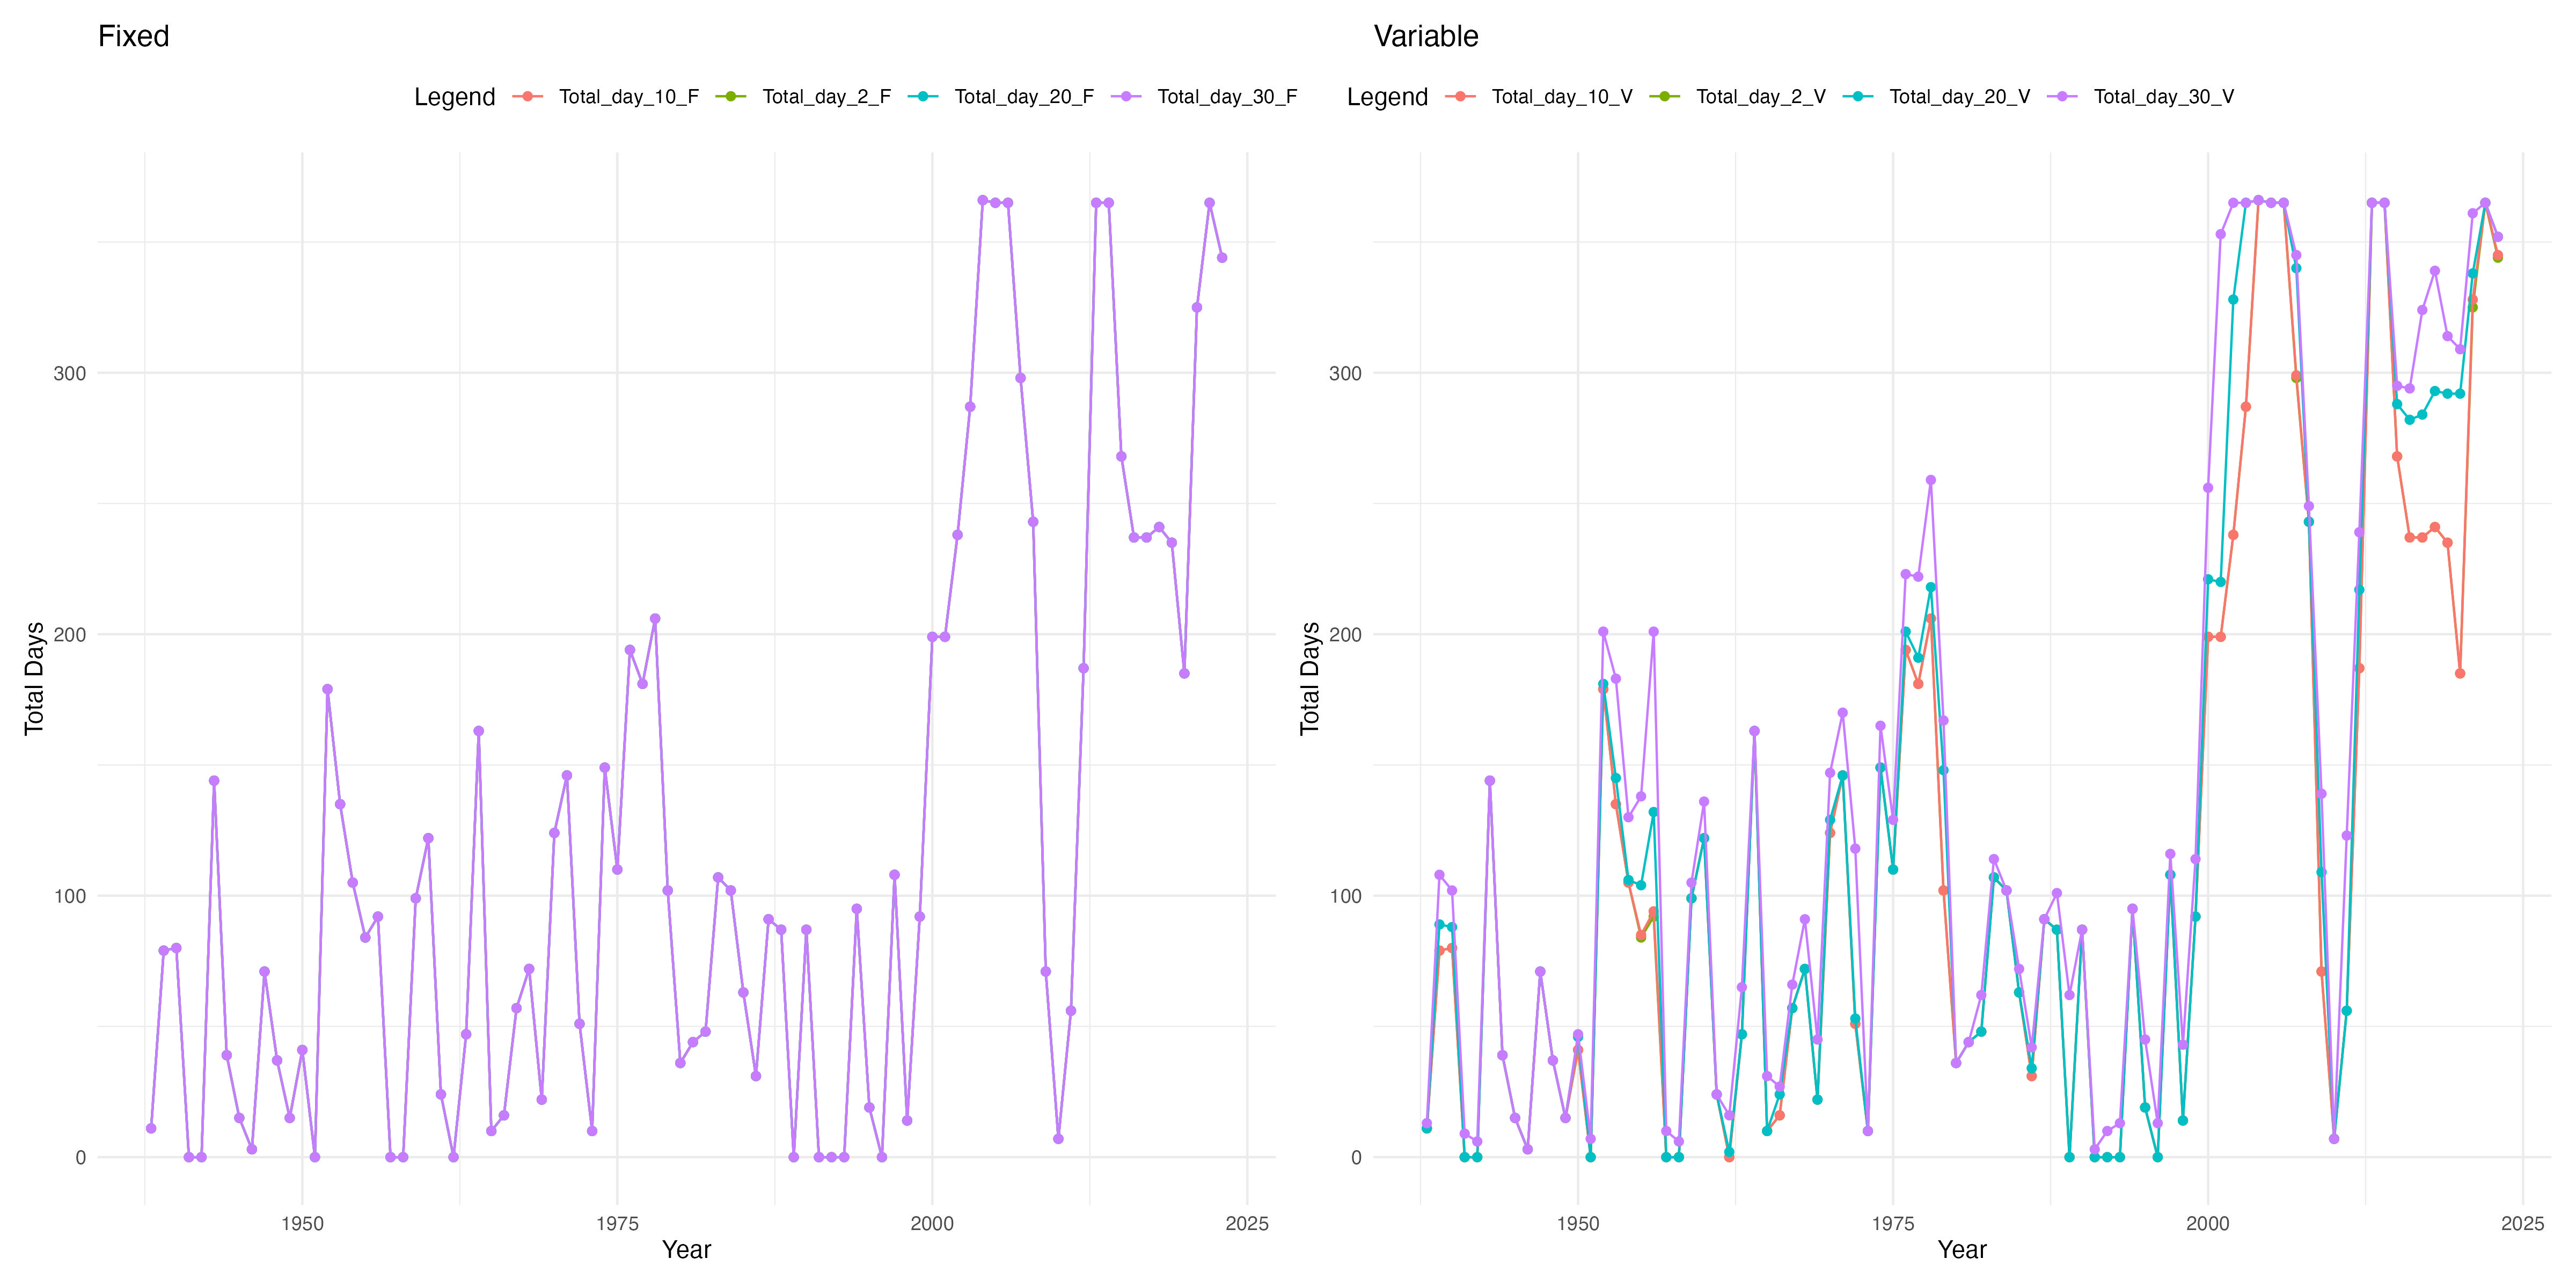 Fixed
Legend Total_day_10_F Total_day_2_F Total_day_20_F Total_day_30_F
Total Days
300
200
100
0
1950 1975 2000 2025
Year
Variable
Legend Total_day_10_V Total_day_2_V Total_day_20_V Total_day_30_V
Total Days
300
200
100
0
1950 1975 2000 2025
Year